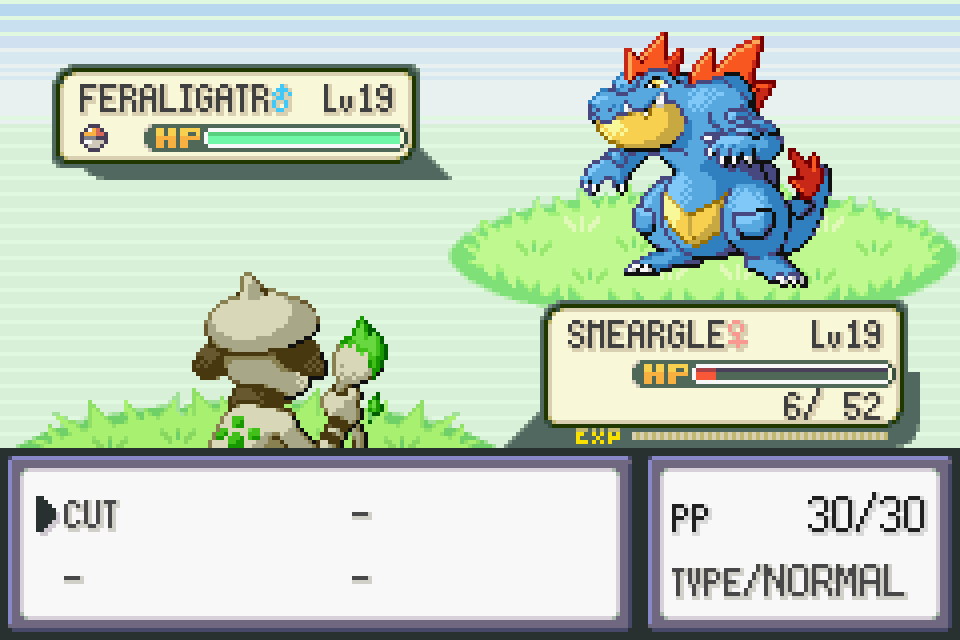 FERALIGATR♂ Lv19
HP
SMEARGLE♀ Lv19
HP
6/ 52
EXP
▶CUT -
- -
PP 30/30
TYPE/NORMAL